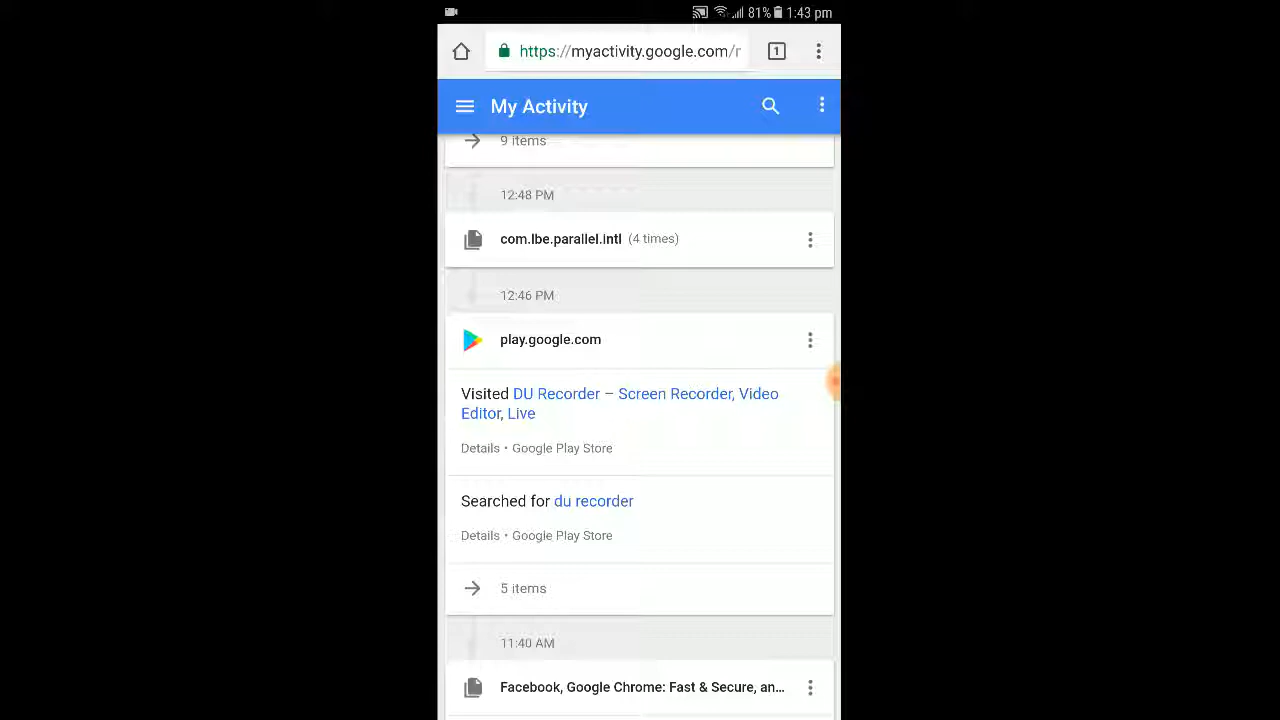 81% 1:43 pm
https://myactivity.google.com/r
1
My Activity
9 items
12:48 PM
com.lbe.parallel.intl (4 times)
12:46 PM
play.google.com
Visited DU Recorder – Screen Recorder, Video
Editor, Live
Details • Google Play Store
Searched for du recorder
Details • Google Play Store
5 items
11:40 AM
Facebook, Google Chrome: Fast & Secure, an...